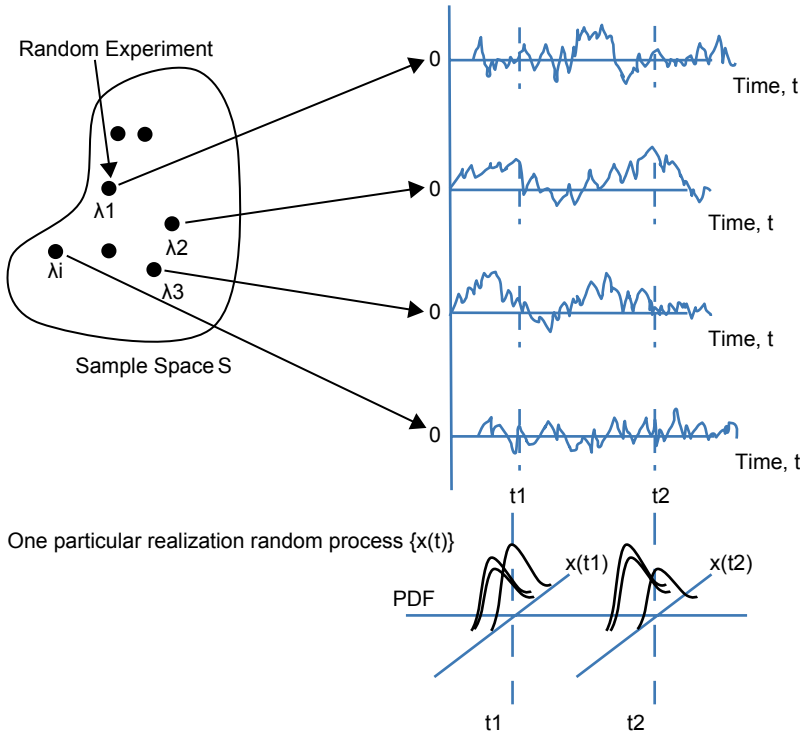 Random Experiment
0
Time, t
λ1
0
Time, t
λ2
λi
λ3
0
Time, t
Sample Space S
0
Time, t
t1
t2
One particular realization random process {x(t)}
x(t1)
x(t2)
PDF
t1
t2